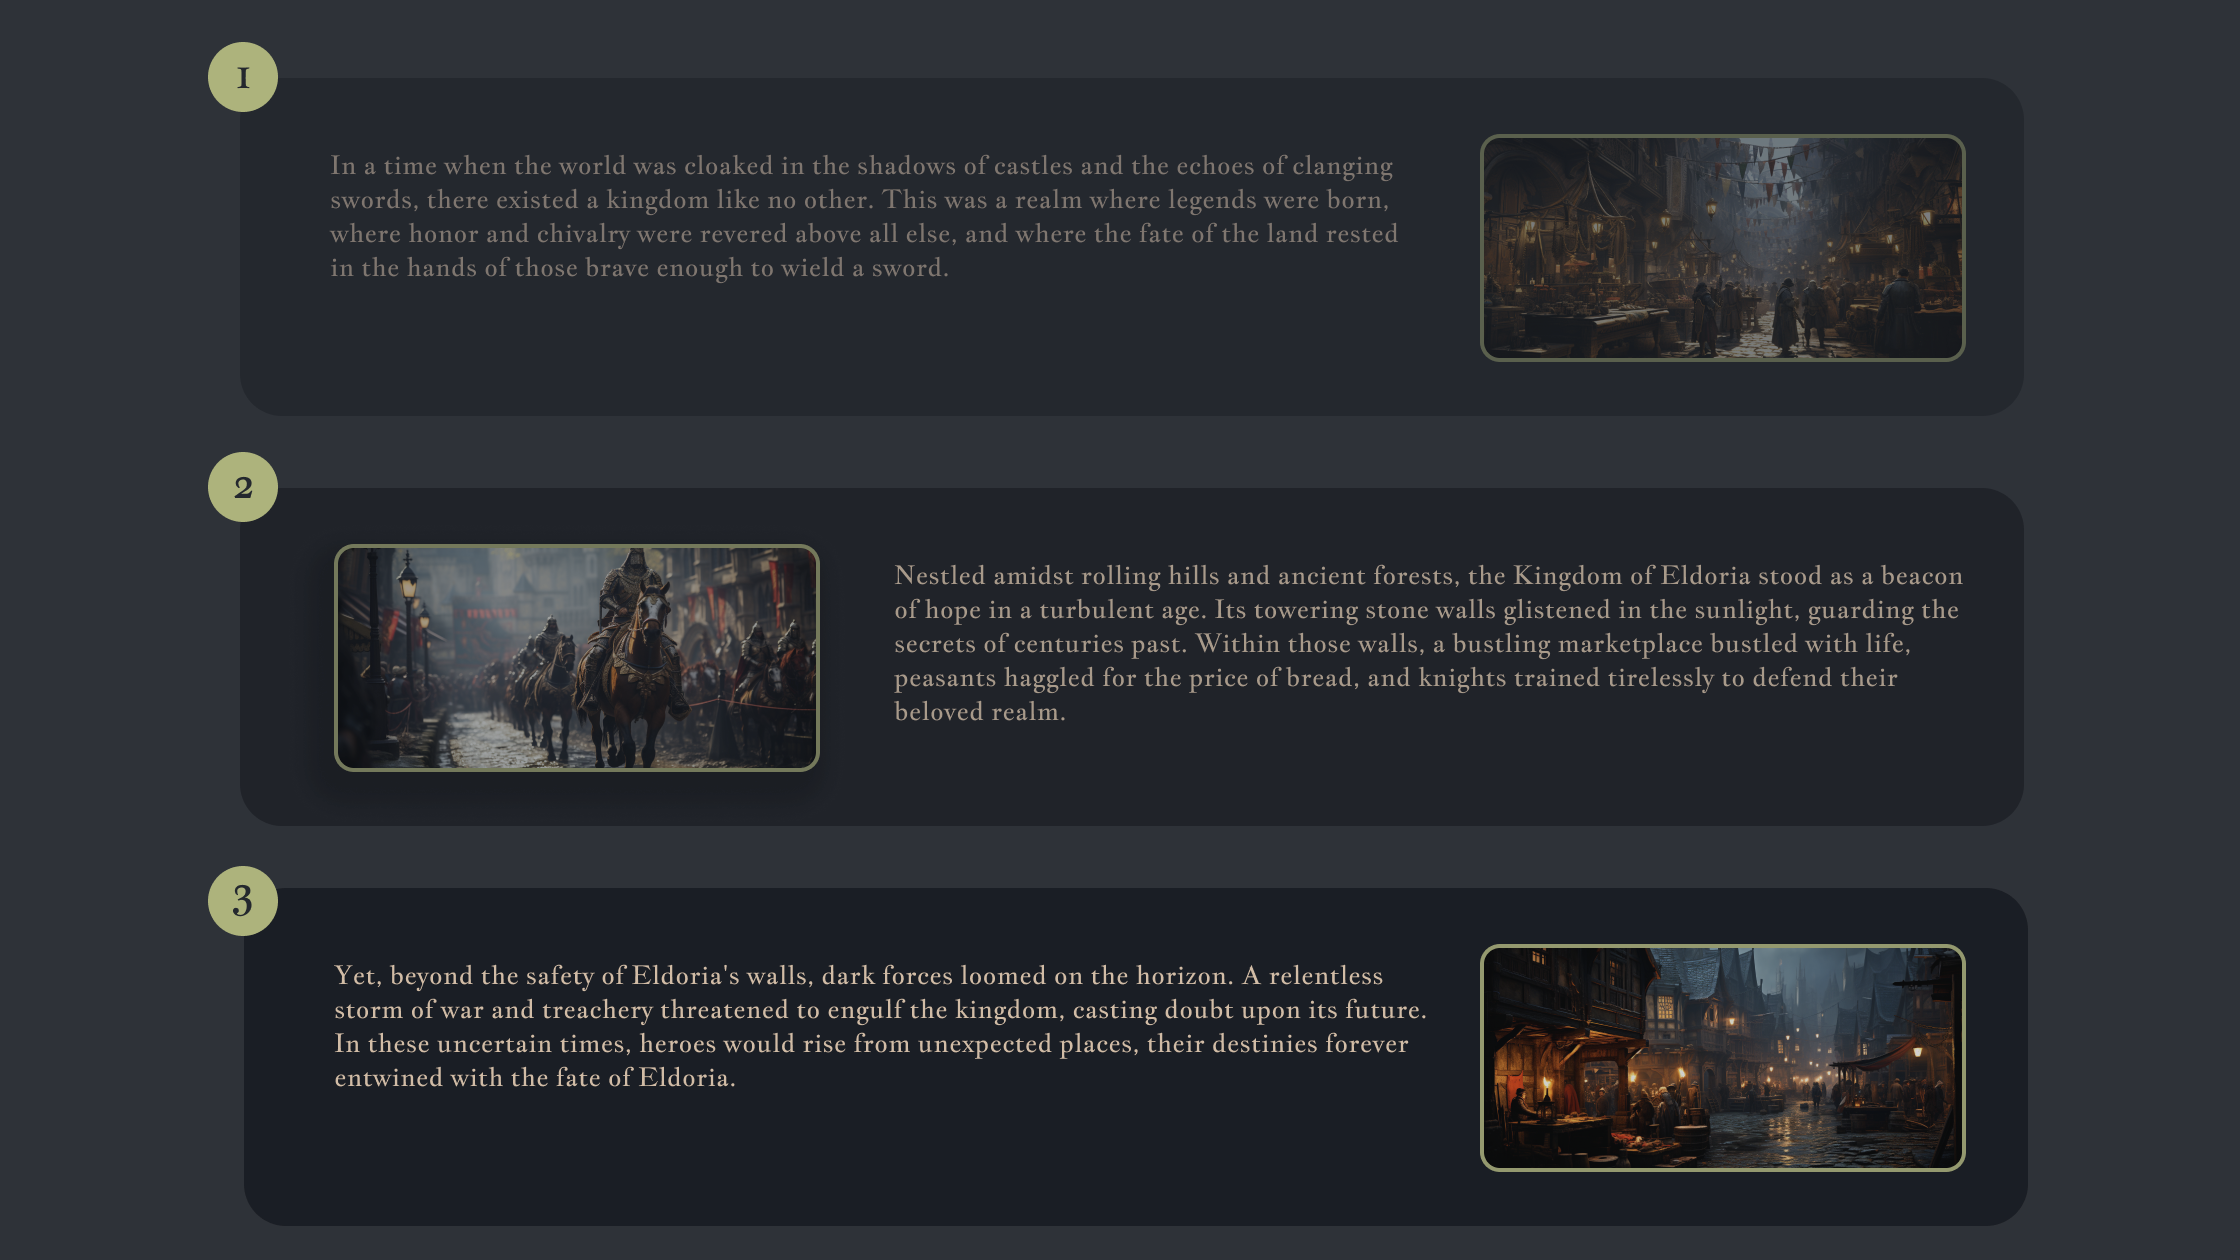 1
In a time when the world was cloaked in the shadows of castles and the echoes of clanging
swords, there existed a kingdom like no other. This was a realm where legends were born,
where honor and chivalry were revered above all else, and where the fate of the land rested
in the hands of those brave enough to wield a sword.
2
Nestled amidst rolling hills and ancient forests, the Kingdom of Eldoria stood as a beacon
of hope in a turbulent age. Its towering stone walls glistened in the sunlight, guarding the
secrets of centuries past. Within those walls, a bustling marketplace bustled with life,
peasants haggled for the price of bread, and knights trained tirelessly to defend their
beloved realm.
3
Yet, beyond the safety of Eldoria's walls, dark forces loomed on the horizon. A relentless
storm of war and treachery threatened to engulf the kingdom, casting doubt upon its future.
In these uncertain times, heroes would rise from unexpected places, their destinies forever
entwined with the fate of Eldoria.